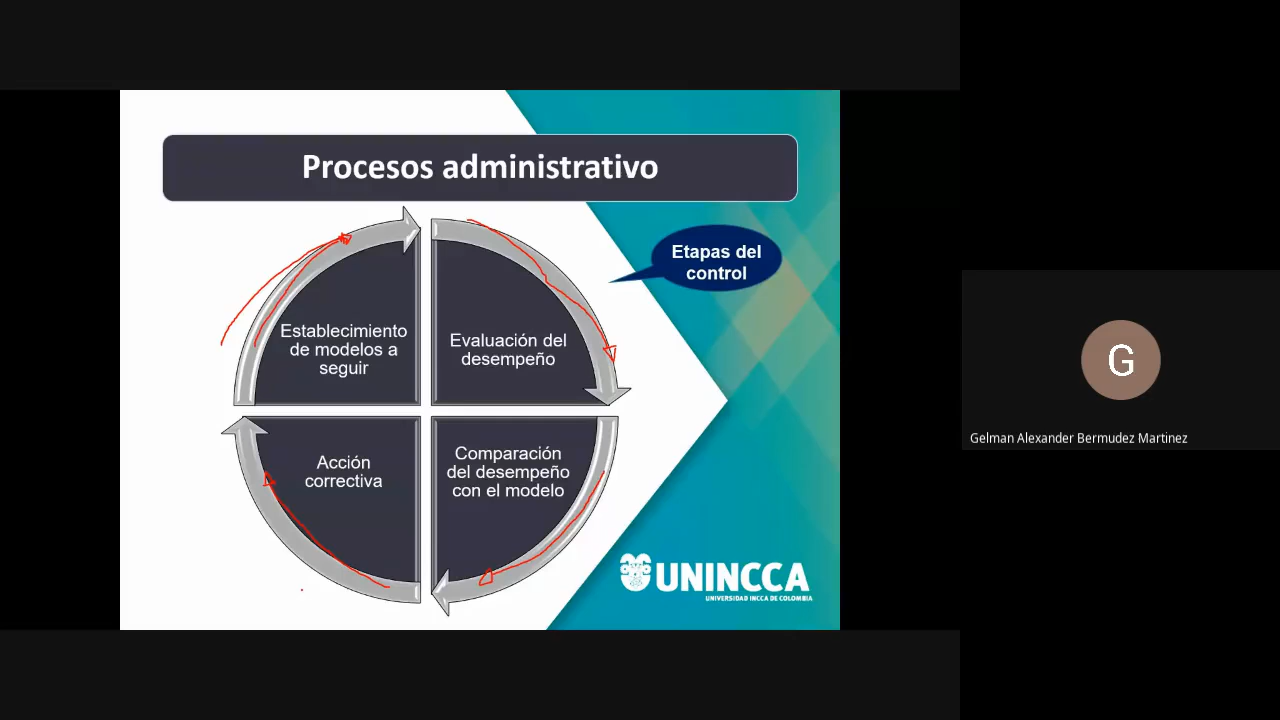 Procesos administrativo
Etapas del
control
Establecimiento
de modelos a
seguir
Evaluación del
desempeño
Acción
correctiva
Comparación
del desempeño
con el modelo
UNINCCA
UNIVERSIDAD INCCA DE COLOMBIA
G
Gelman Alexander Bermudez Martinez